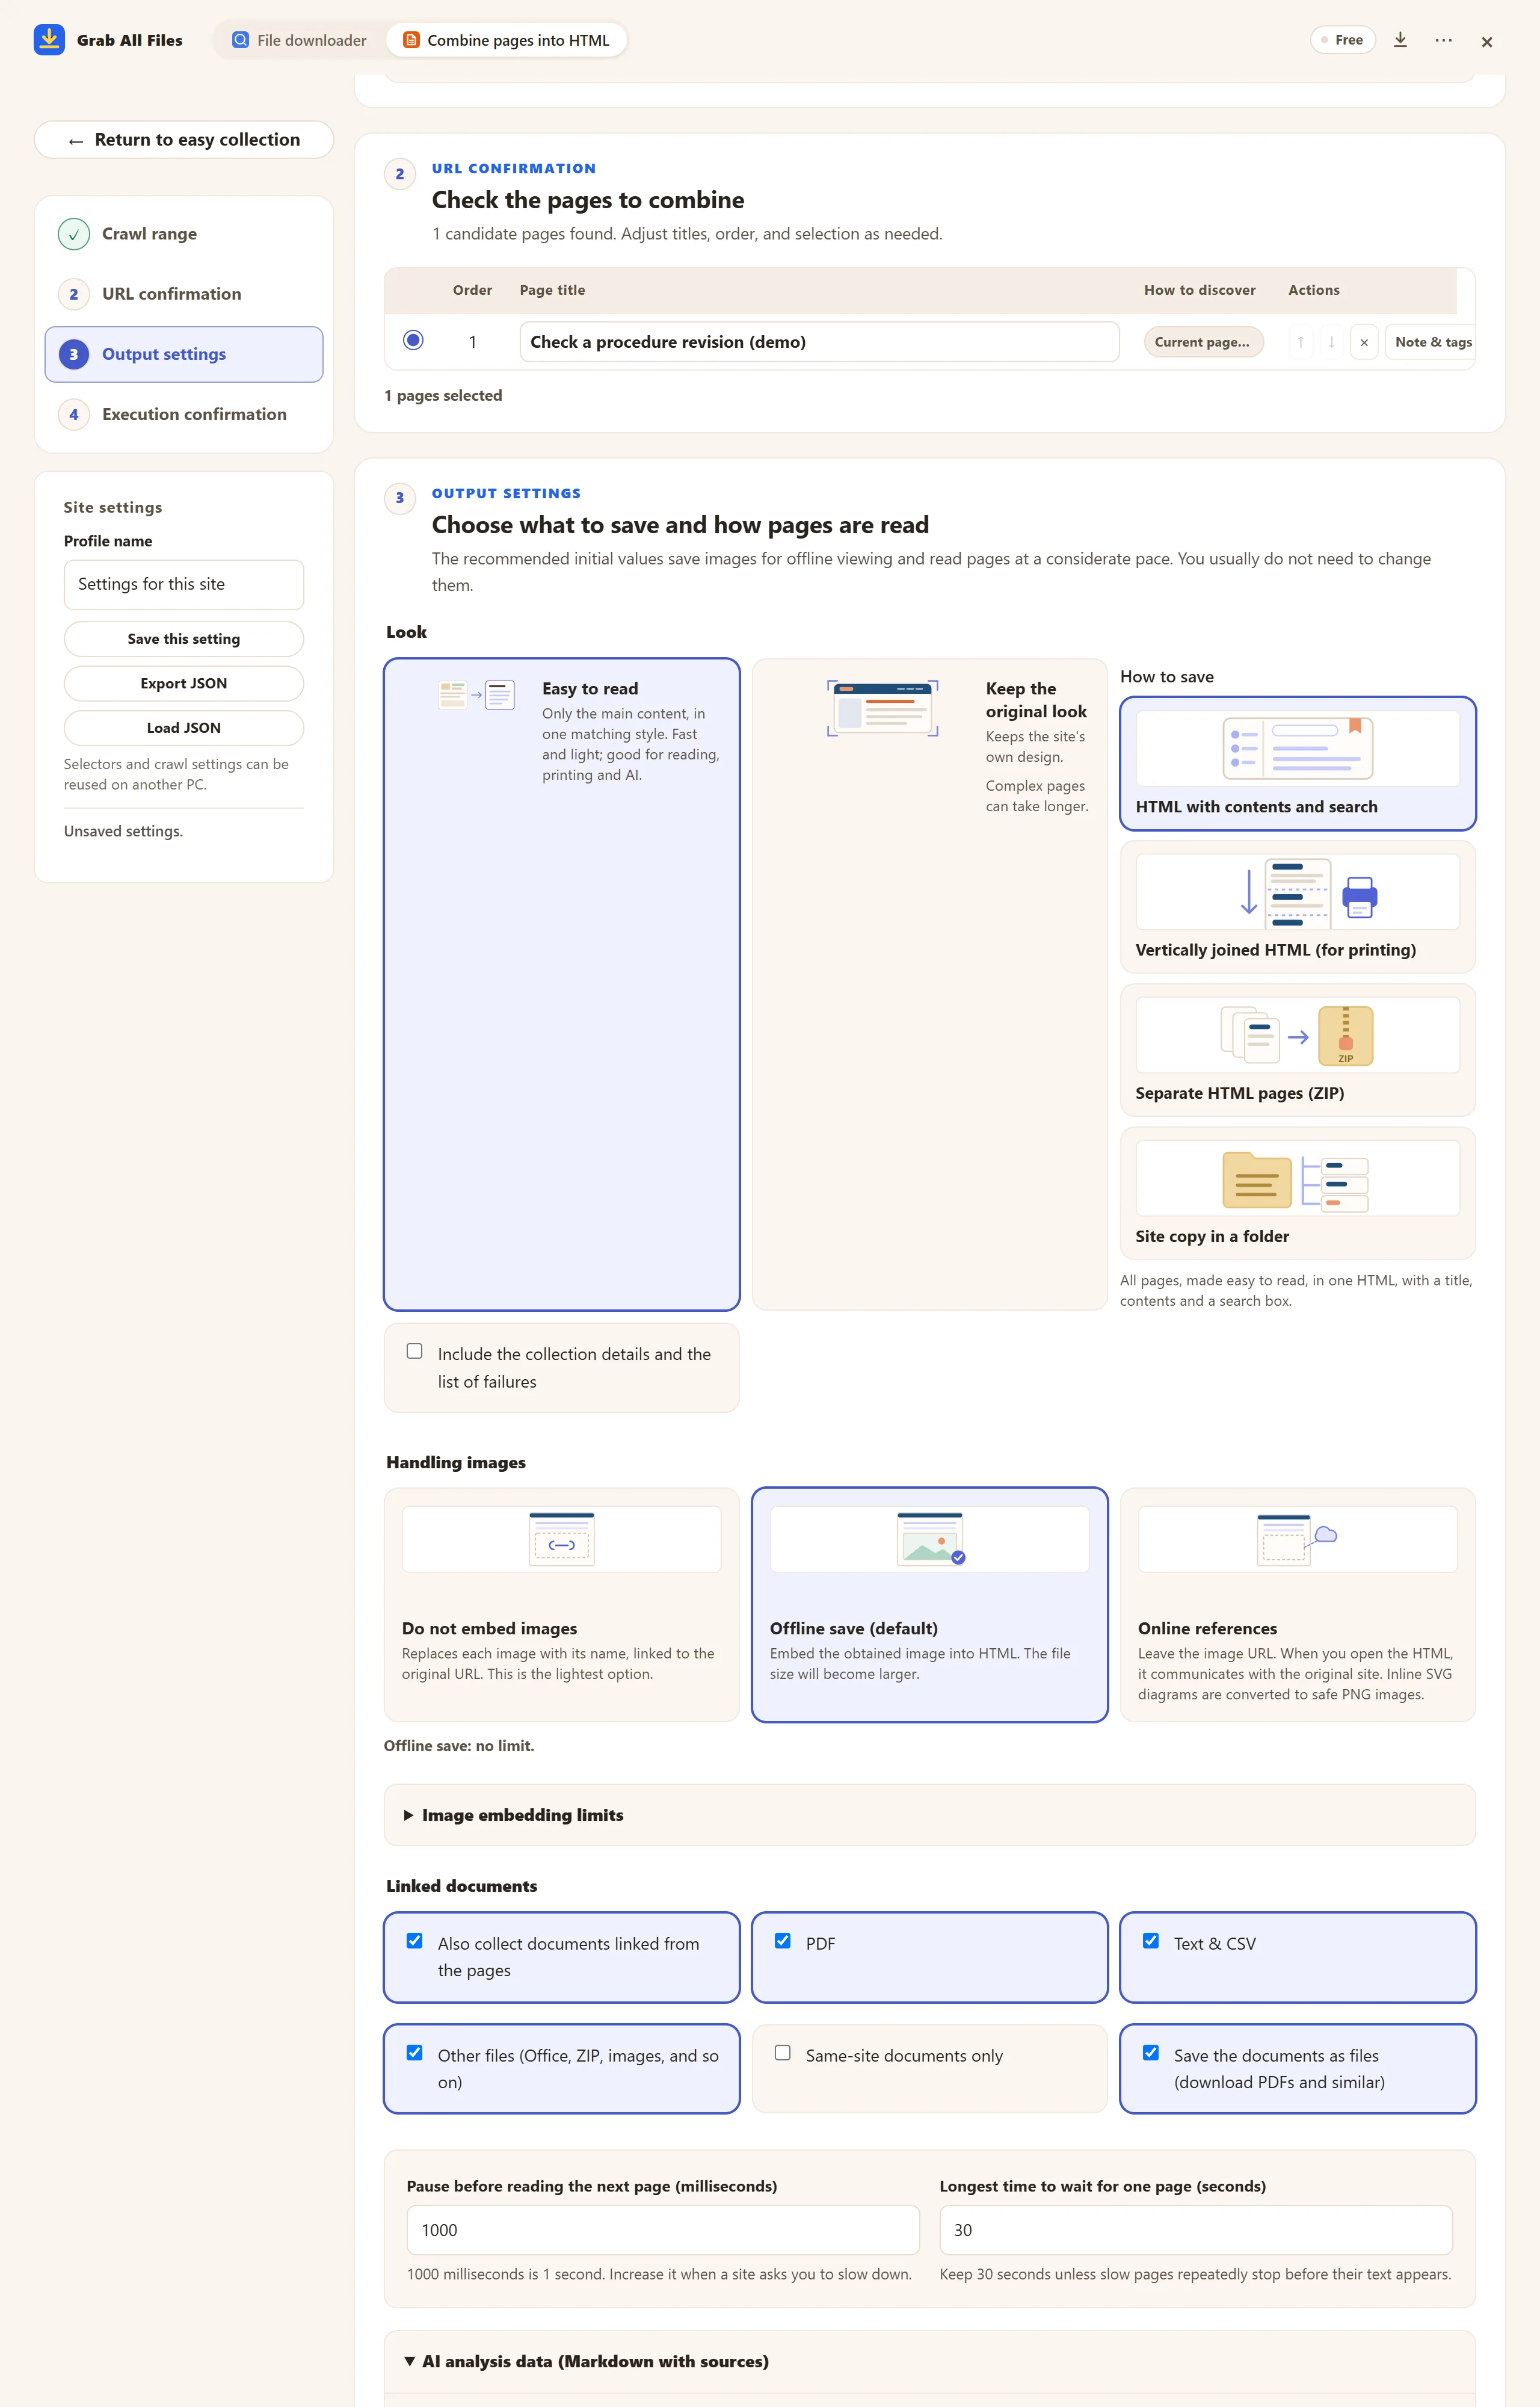 Grab All Files
File downloader
Combine pages into HTML
Free
← Return to easy collection
✓ Crawl range
2 URL confirmation
3 Output settings
4 Execution confirmation
Site settings
Profile name
Settings for this site
Save this setting
Export JSON
Load JSON
Selectors and crawl settings can be
reused on another PC.
Unsaved settings.
2
URL CONFIRMATION
Check the pages to combine
1 candidate pages found. Adjust titles, order, and selection as needed.
Order Page title How to discover Actions
1 Check a procedure revision (demo) Current page... ↑ ↓ × Note & tags
1 pages selected
3
OUTPUT SETTINGS
Choose what to save and how pages are read
The recommended initial values save images for offline viewing and read pages at a considerate pace. You usually do not need to change
them.
Look
Easy to read
Only the main content, in
one matching style. Fast
and light; good for reading,
printing and AI.
Keep the
original look
Keeps the site's
own design.
Complex pages
can take longer.
How to save
HTML with contents and search
Vertically joined HTML (for printing)
ZIP
Separate HTML pages (ZIP)
Site copy in a folder
All pages, made easy to read, in one HTML, with a title,
contents and a search box.
Include the collection details and the
list of failures
Handling images
Do not embed images
Replaces each image with its name, linked to the
original URL. This is the lightest option.
Offline save (default)
Embed the obtained image into HTML. The file
size will become larger.
Online references
Leave the image URL. When you open the HTML,
it communicates with the original site. Inline SVG
diagrams are converted to safe PNG images.
Offline save: no limit.
Image embedding limits
Linked documents
Also collect documents linked from
the pages
PDF
Text & CSV
Other files (Office, ZIP, images, and so
on)
Same-site documents only
Save the documents as files
(download PDFs and similar)
Pause before reading the next page (milliseconds)
1000
1000 milliseconds is 1 second. Increase it when a site asks you to slow down.
Longest time to wait for one page (seconds)
30
Keep 30 seconds unless slow pages repeatedly stop before their text appears.
AI analysis data (Markdown with sources)